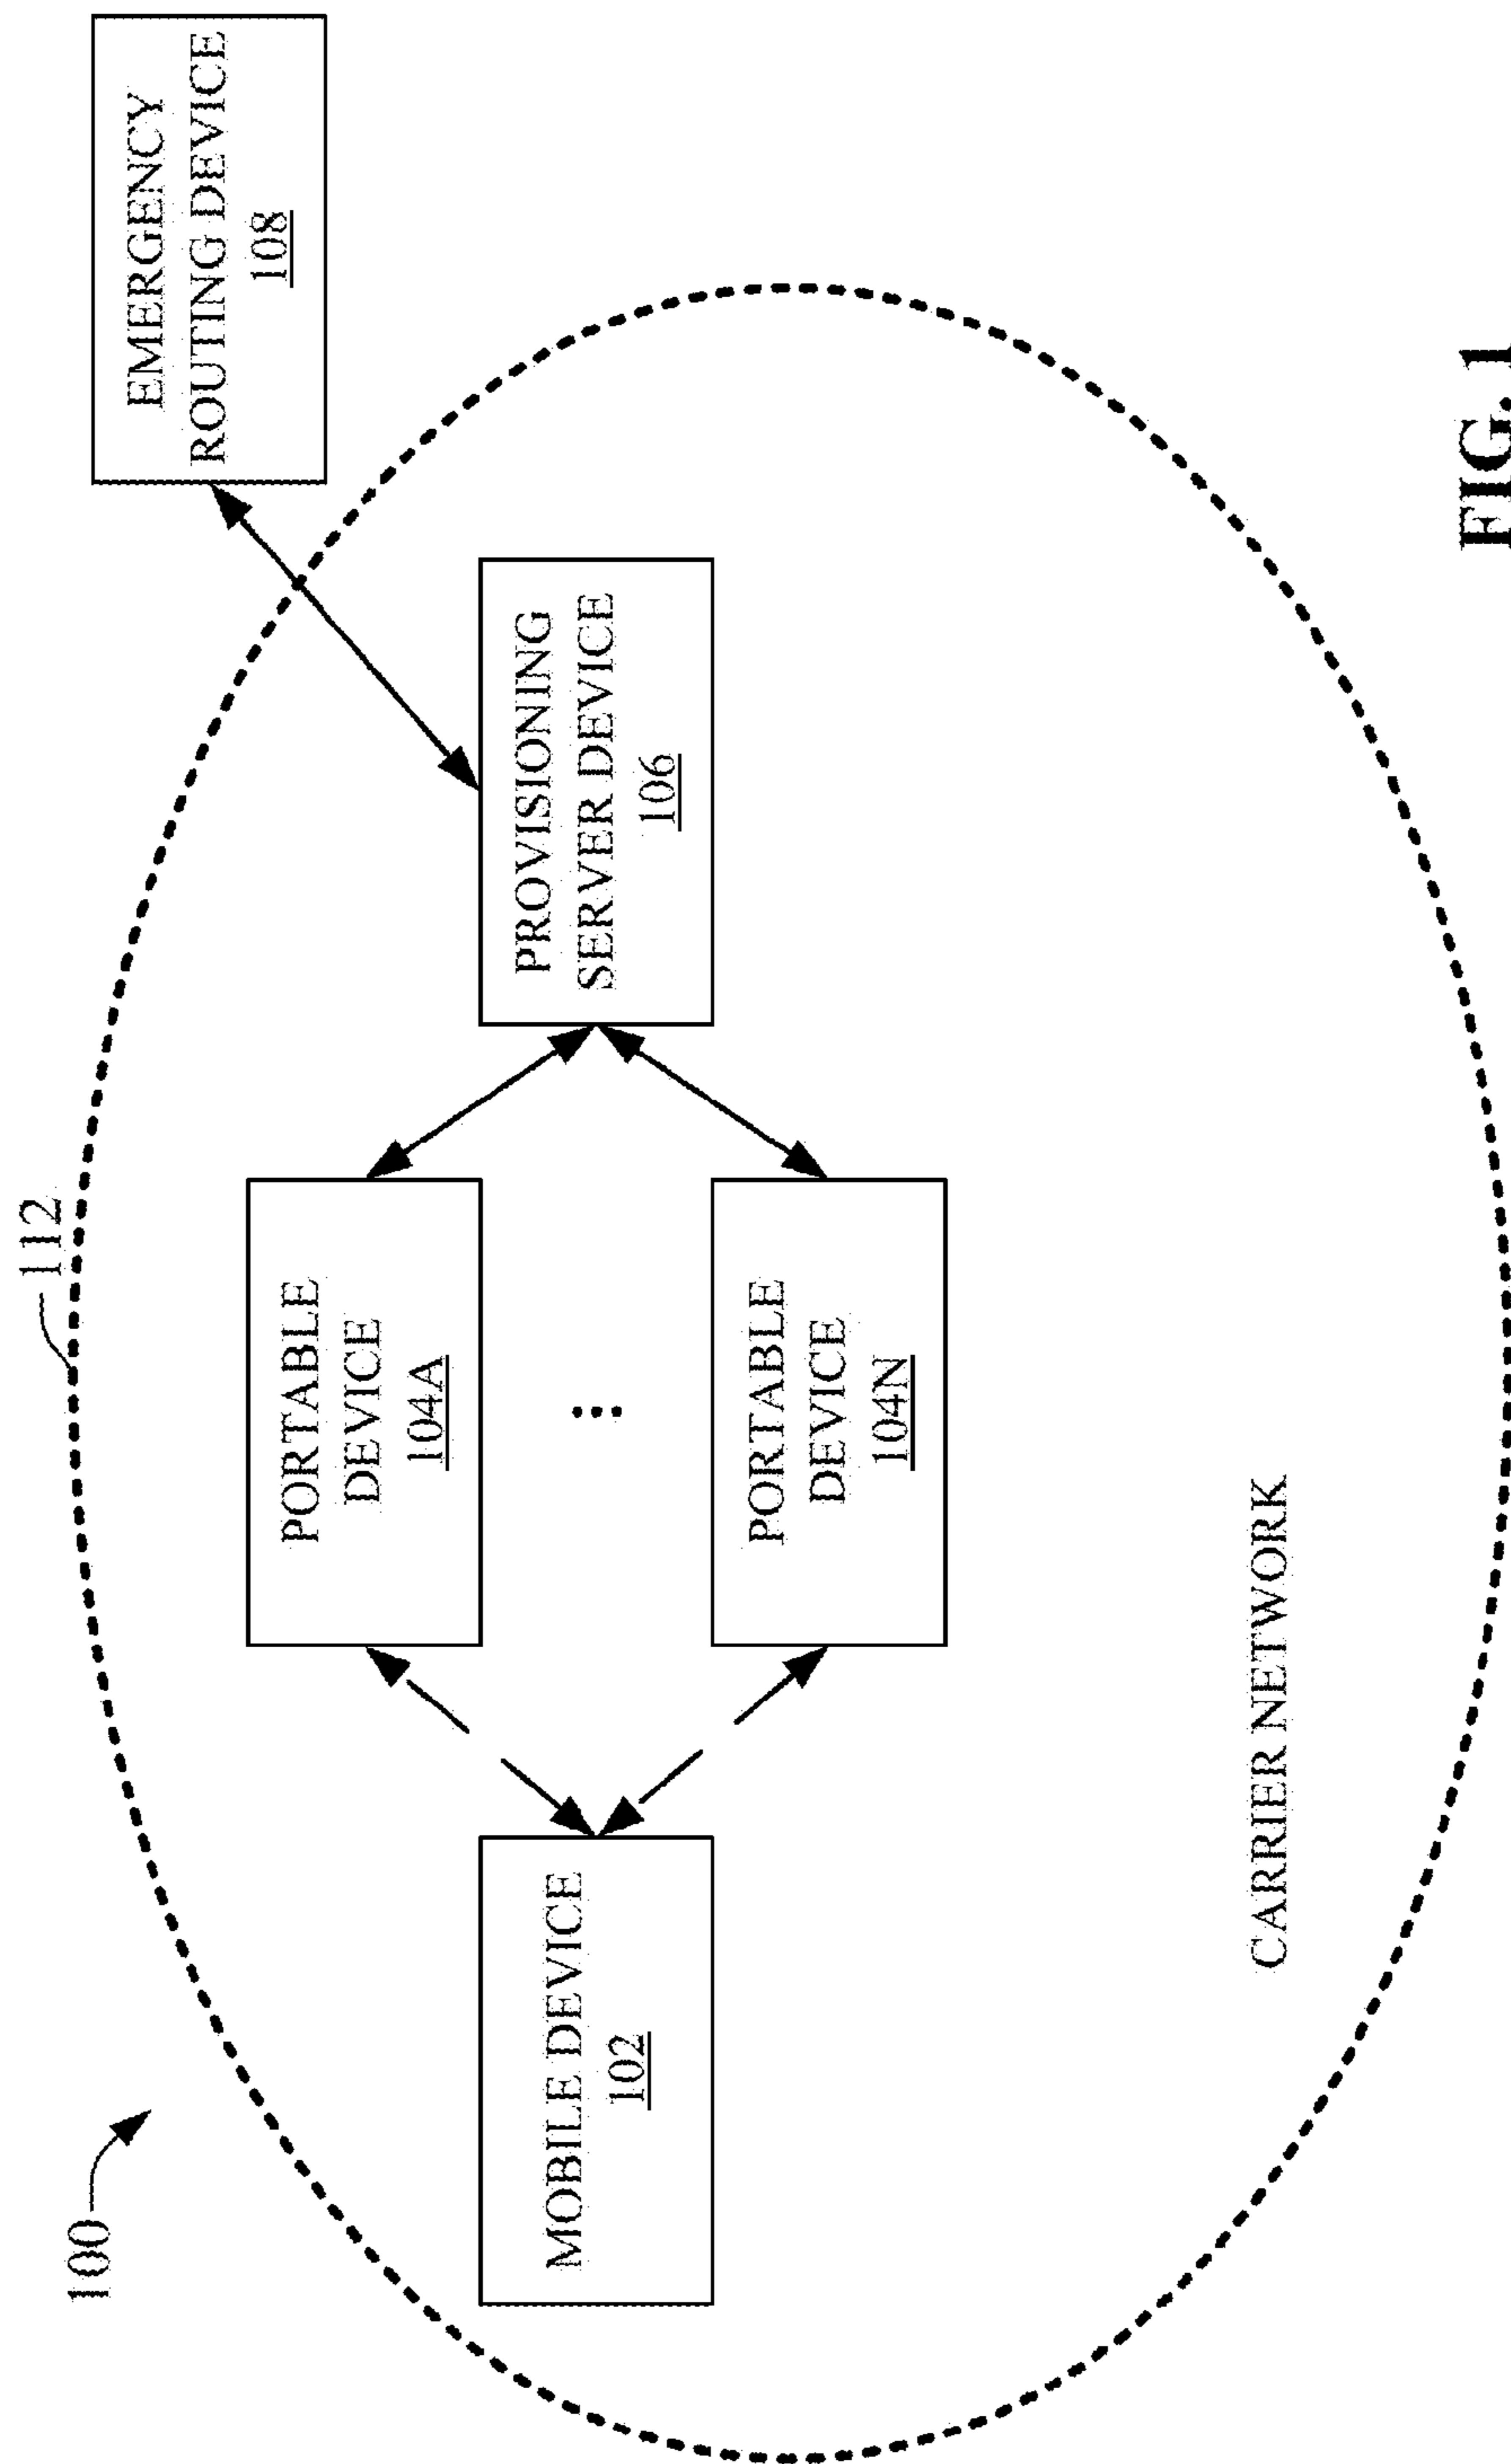 100
112
EMERGENCY
ROUTING DEVICE
108
PORTABLE
DEVICE
104A
MOBILE DEVICE
102
PROVISIONING
SERVER DEVICE
106
PORTABLE
DEVICE
104N
CARRIER NETWORK
FIG. 1